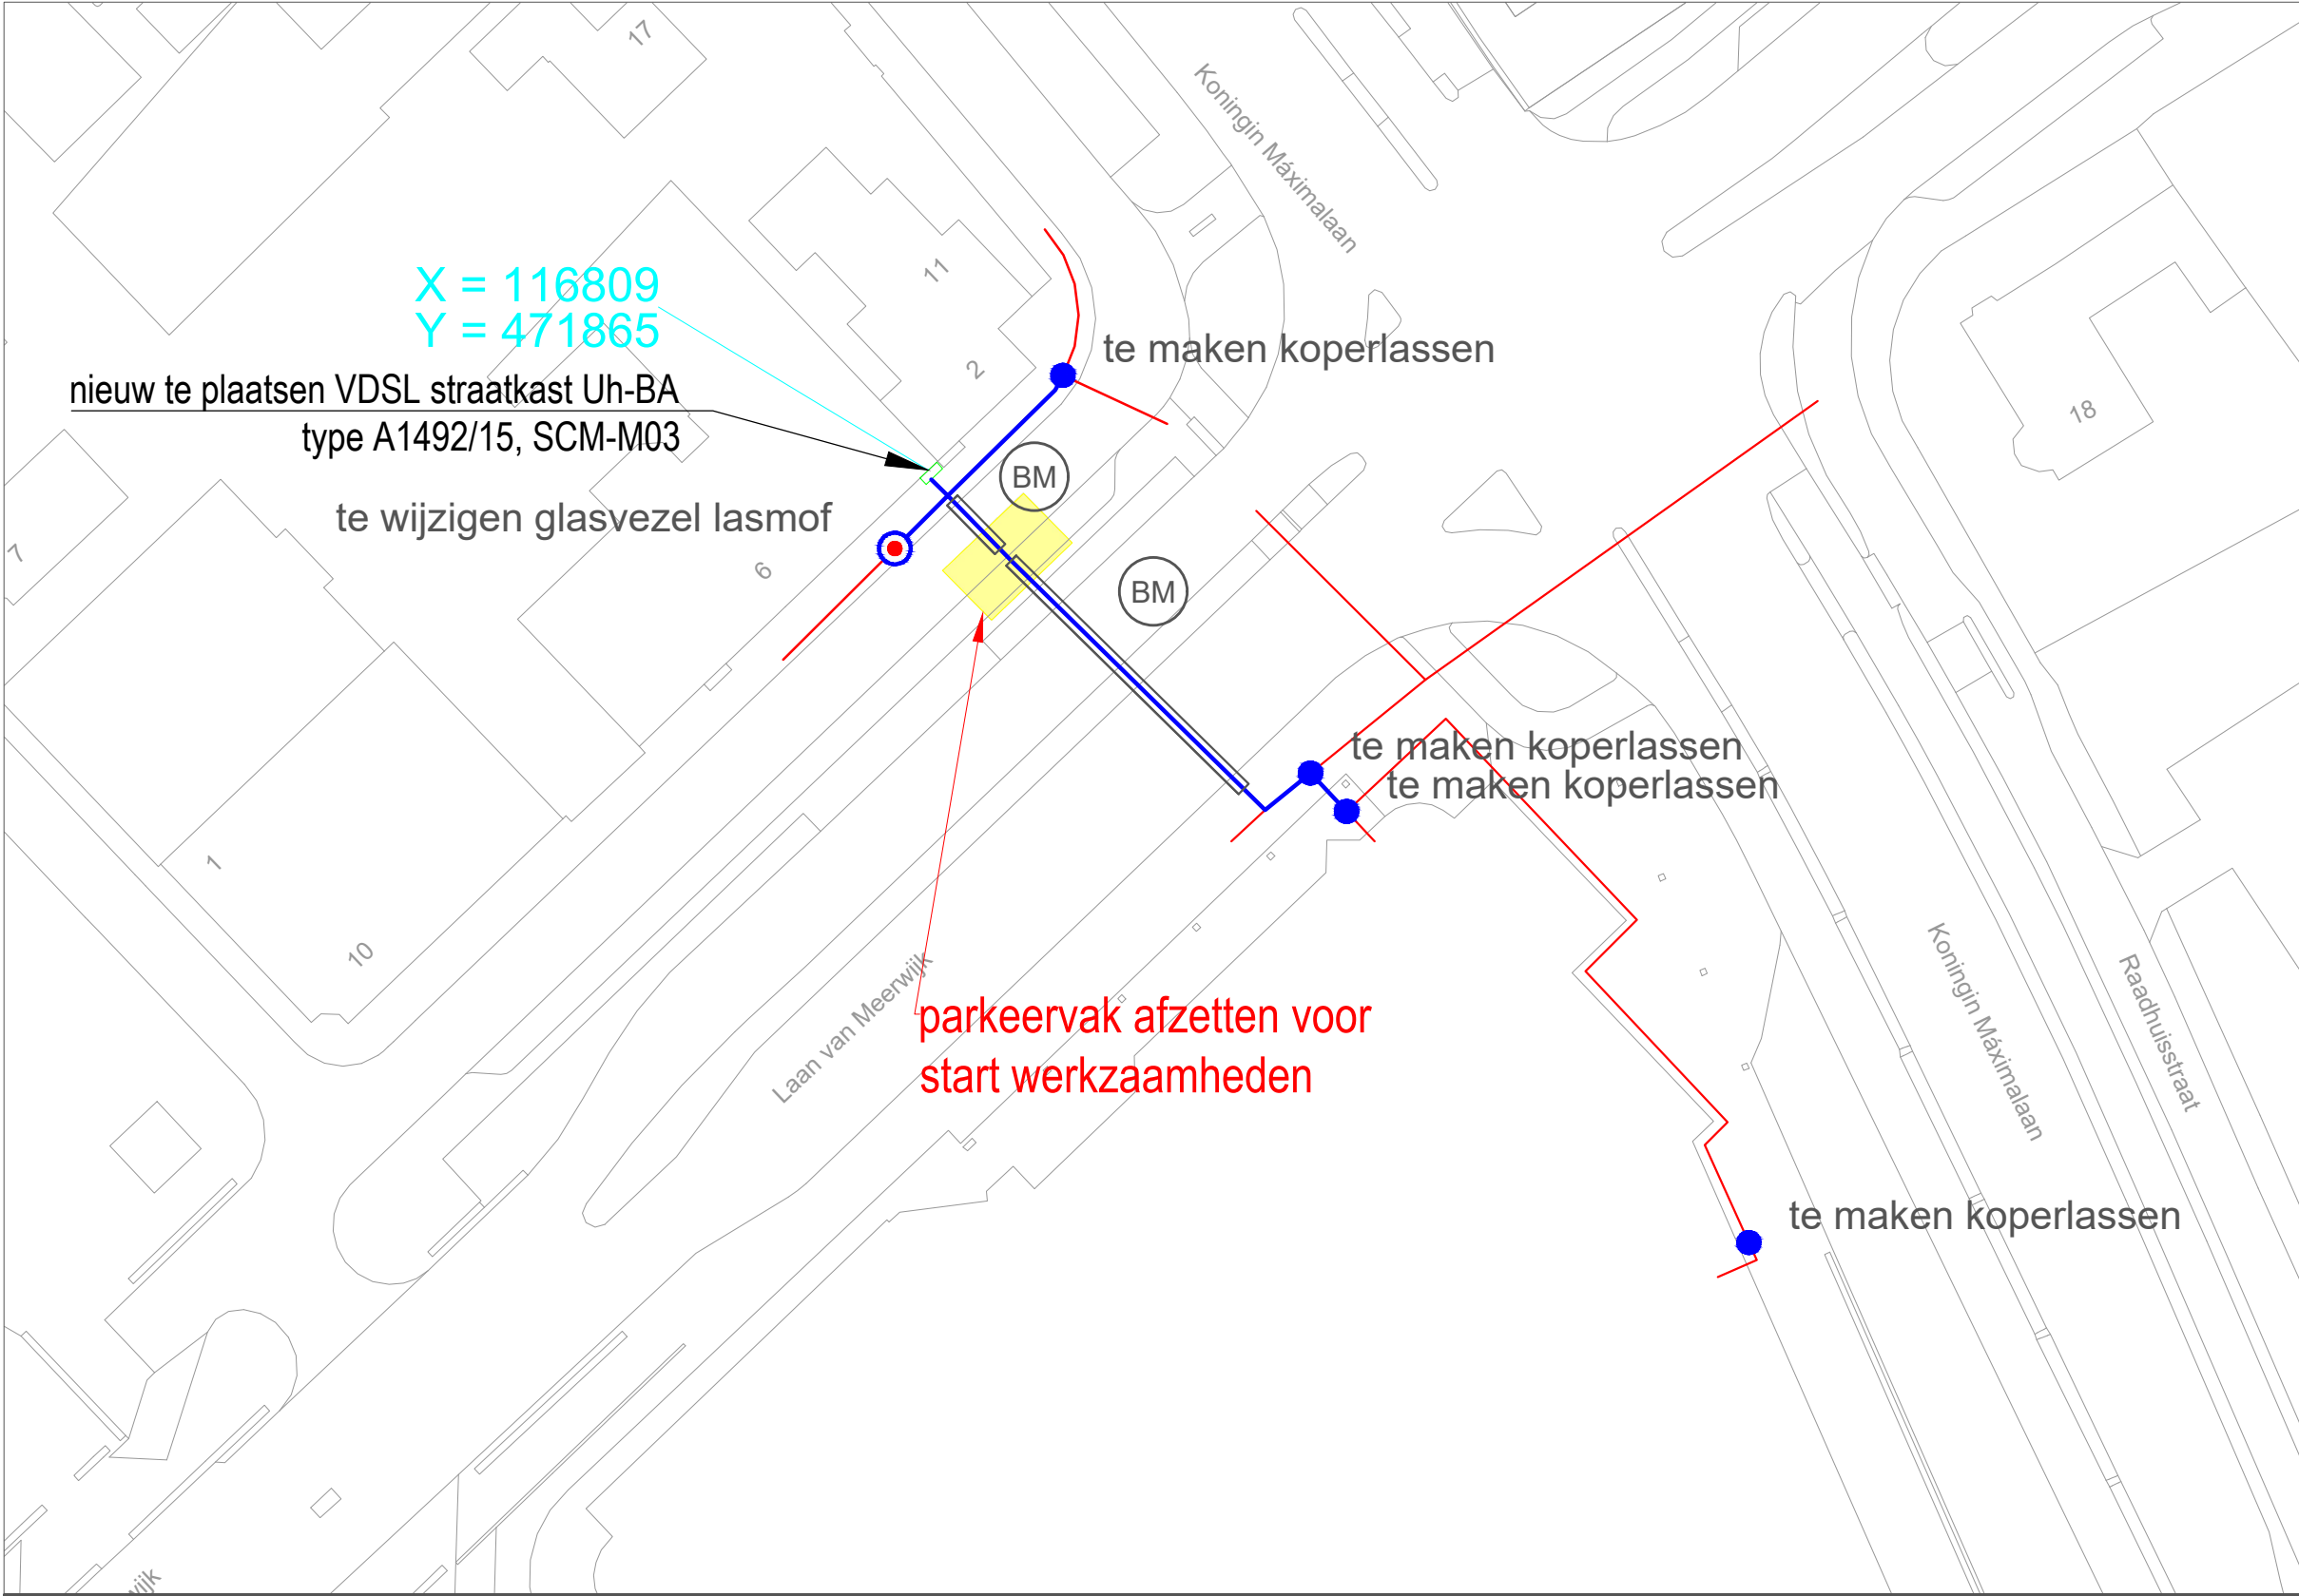 17
Koningin Máximalaan
X = 116809
Y = 471865
11
2
te maken koperlassen
nieuw te plaatsen VDSL straatkast Uh-BA
type A1492/15, SCM-M03
18
BM
te wijzigen glasvezel lasmof
7
6
BM
te maken koperlassen
te maken koperlassen
1
10
Laan van Meerwijk
parkeervak afzetten voor
start werkzaamheden
Koningin Máximalaan
Raadhuisstraat
te maken koperlassen
wijk